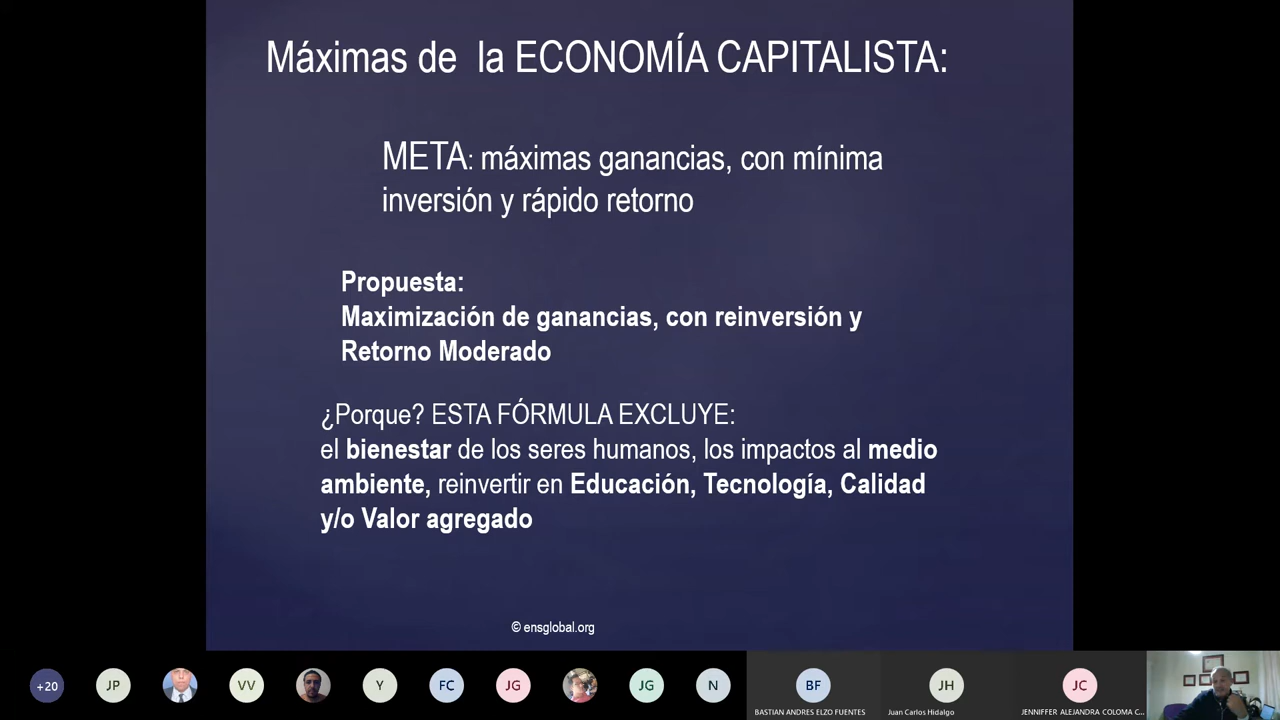 Máximas de la ECONOMÍA CAPITALISTA:
META: máximas ganancias, con mínima
inversión y rápido retorno
Propuesta:
Maximización de ganancias, con reinversión y
Retorno Moderado
¿Porque? ESTA FÓRMULA EXCLUYE:
el bienestar de los seres humanos, los impactos al medio
ambiente, reinvertir en Educación, Tecnología, Calidad
y/o Valor agregado
© ensglobal.org
+20
JP
VV
Y
FC
JG
JG
N
BF
JH
JC
BASTIAN ANDRES ELZO FUENTES
Juan Carlos Hidalgo
JENNIFFER ALEJANDRA COLOMA C...